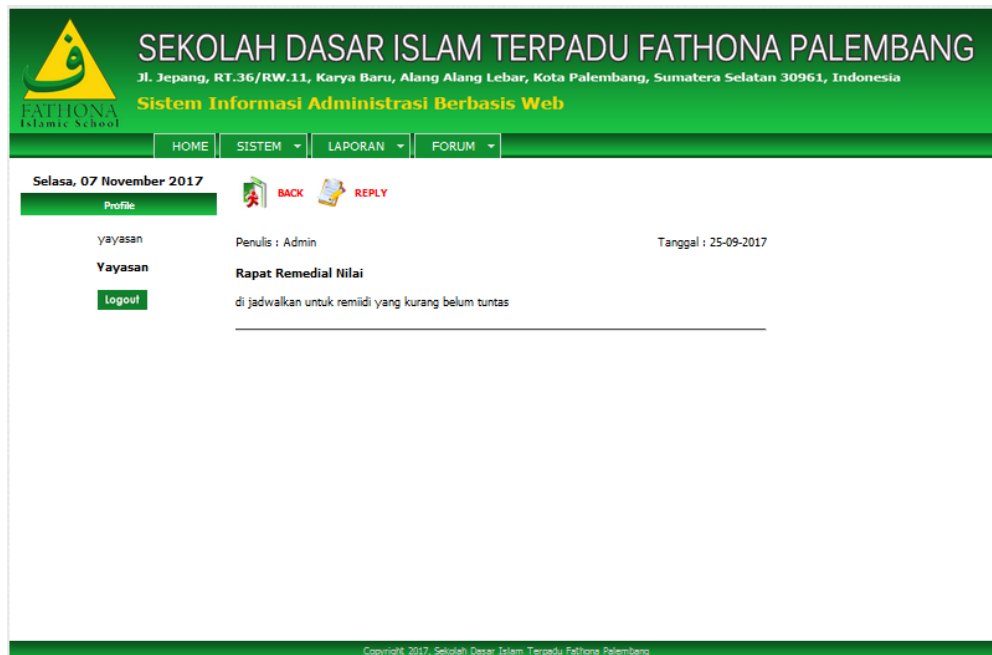 SEKOLAH DASAR ISLAM TERPADU FATHONA PALEMBANG
Jl. Jepang, RT.36/RW.11, Karya Baru, Alang Alang Lebar, Kota Palembang, Sumatera Selatan 30961, Indonesia
Sistem Informasi Administrasi Berbasis Web
ف
FATHONA
Islamic School
HOME SISTEM LAPORAN FORUM
Selasa, 07 November 2017
Profile
yayasan
Yayasan
Logout
BACK REPLY
Penulis : Admin Tanggal : 25-09-2017
Rapat Remedial Nilai
di jadwalkan untuk remiidi yang kurang belum tuntas
Copyright 2017, Sekolah Dasar Islam Terpadu Fathona Palembang